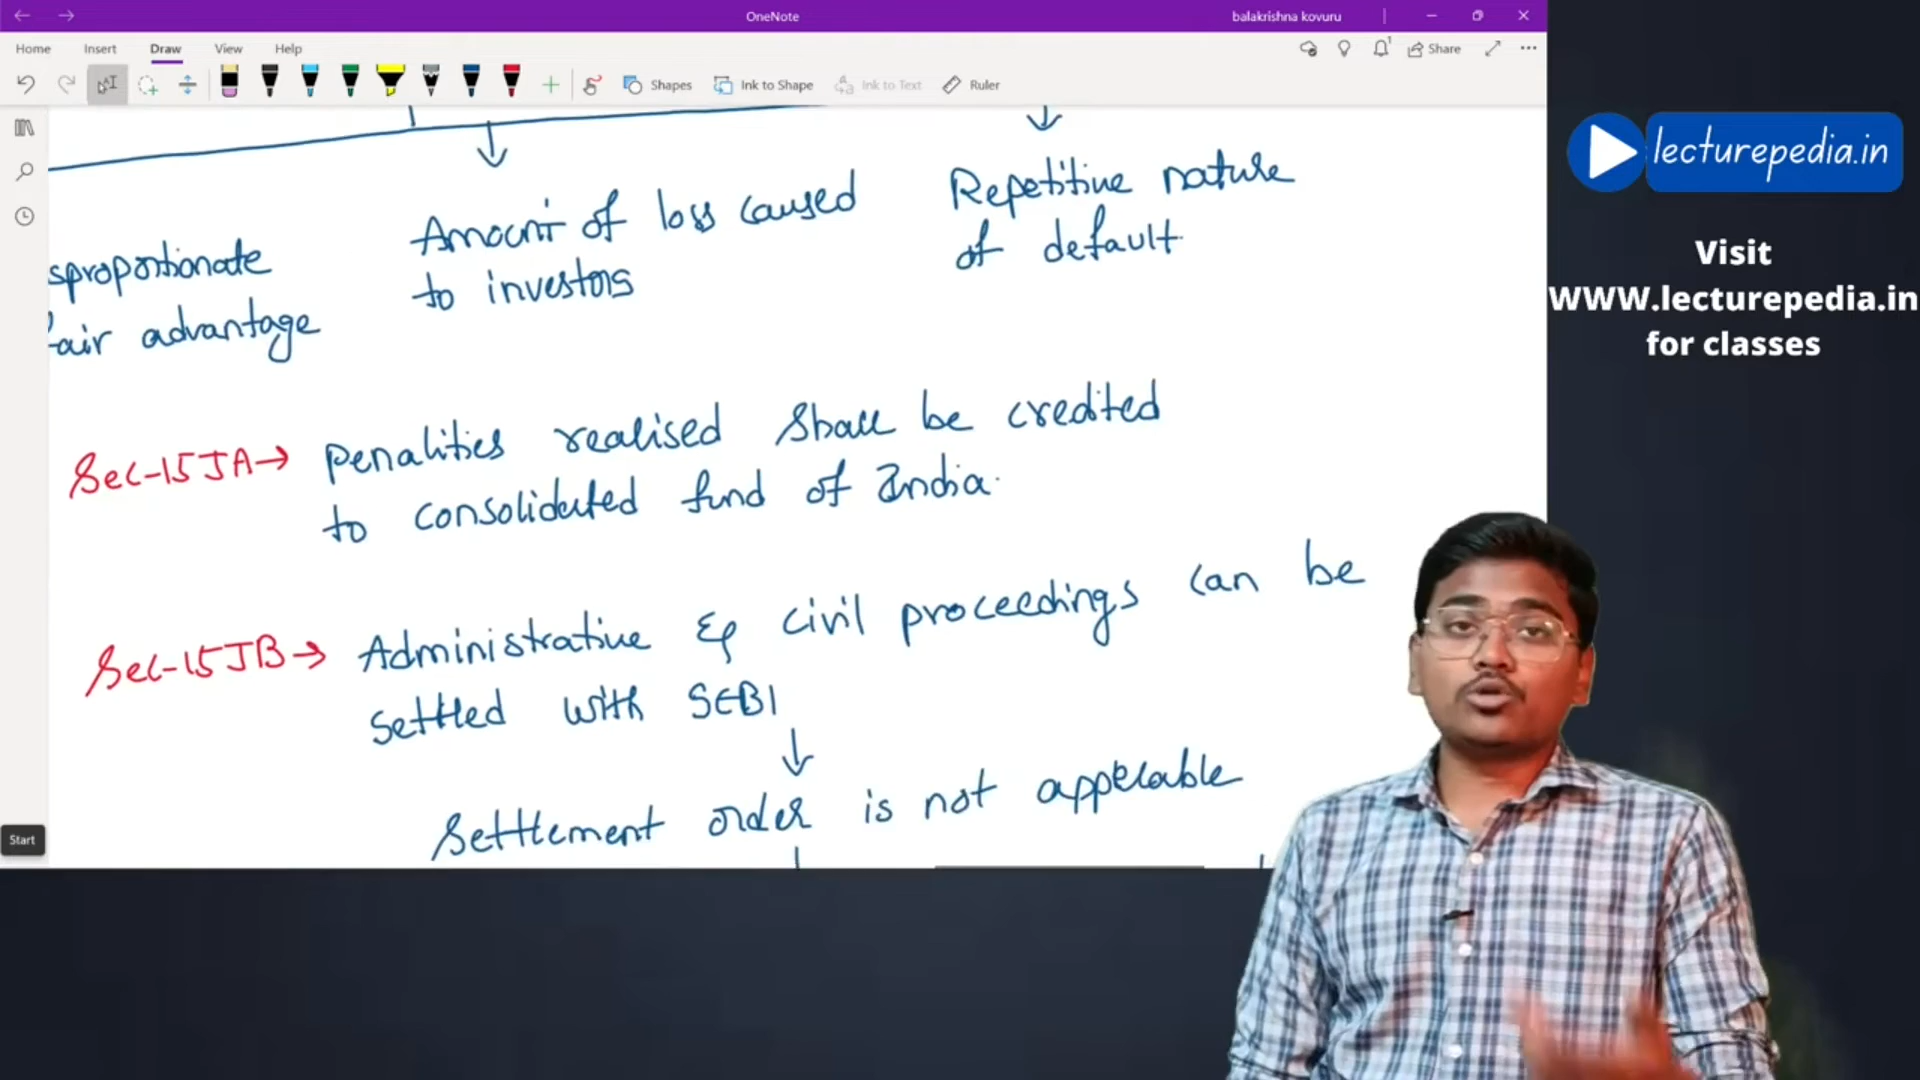 OneNote
balakrishna kovuru
Home Insert Draw View Help
1 Share
Shapes Ink to Shape Ink to Text Ruler
sproportionate
fair advantage
Amount of loss caused
to investors
Repetitive nature
of default
Sec-15JA→ Penalities realised shall be credited
to consolidated fund of India.
Sec-15JB→ Administrative & civil proceedings can be
settled with SEBI
Settlement order is not
Start
lecturepedia.in
Visit
WWW.lecturepedia.in
for classes